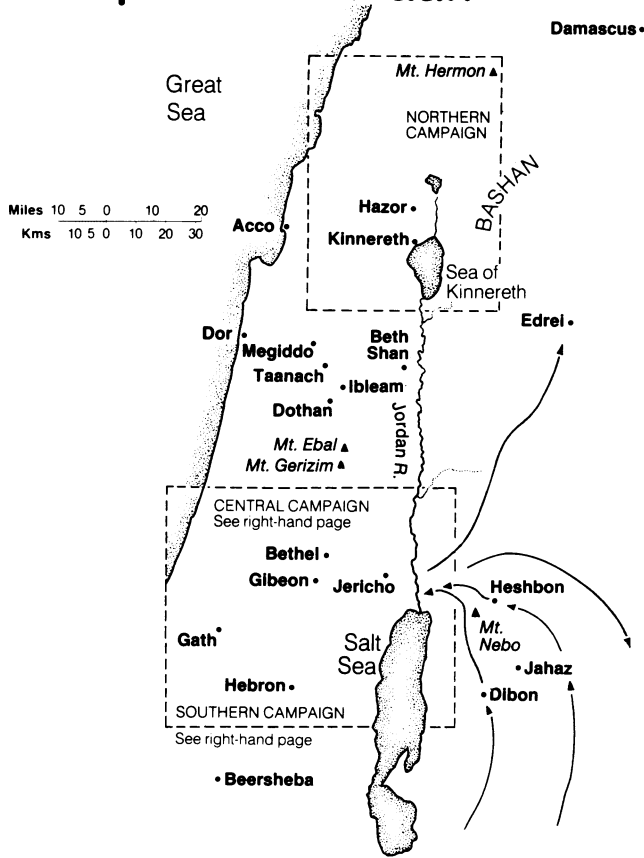 Damascus
Mt. Hermon
Great
Sea
NORTHERN
CAMPAIGN
BASHAN
Miles 10 5 0 10 20
Kms 10 5 0 10 20 30
Hazor
Acco
Kinnereth
Sea of
Kinnereth
Edrei
Dor
Megiddo
Beth
Shan
Taanach
Ibleam
Dothan
Jordan R.
Mt. Ebal
Mt. Gerizim
CENTRAL CAMPAIGN
See right-hand page
Bethel
Gibeon
Jericho
Heshbon
Mt.
Nebo
Gath
Salt
Sea
Jahaz
Hebron
Dibon
SOUTHERN CAMPAIGN
See right-hand page
Beersheba